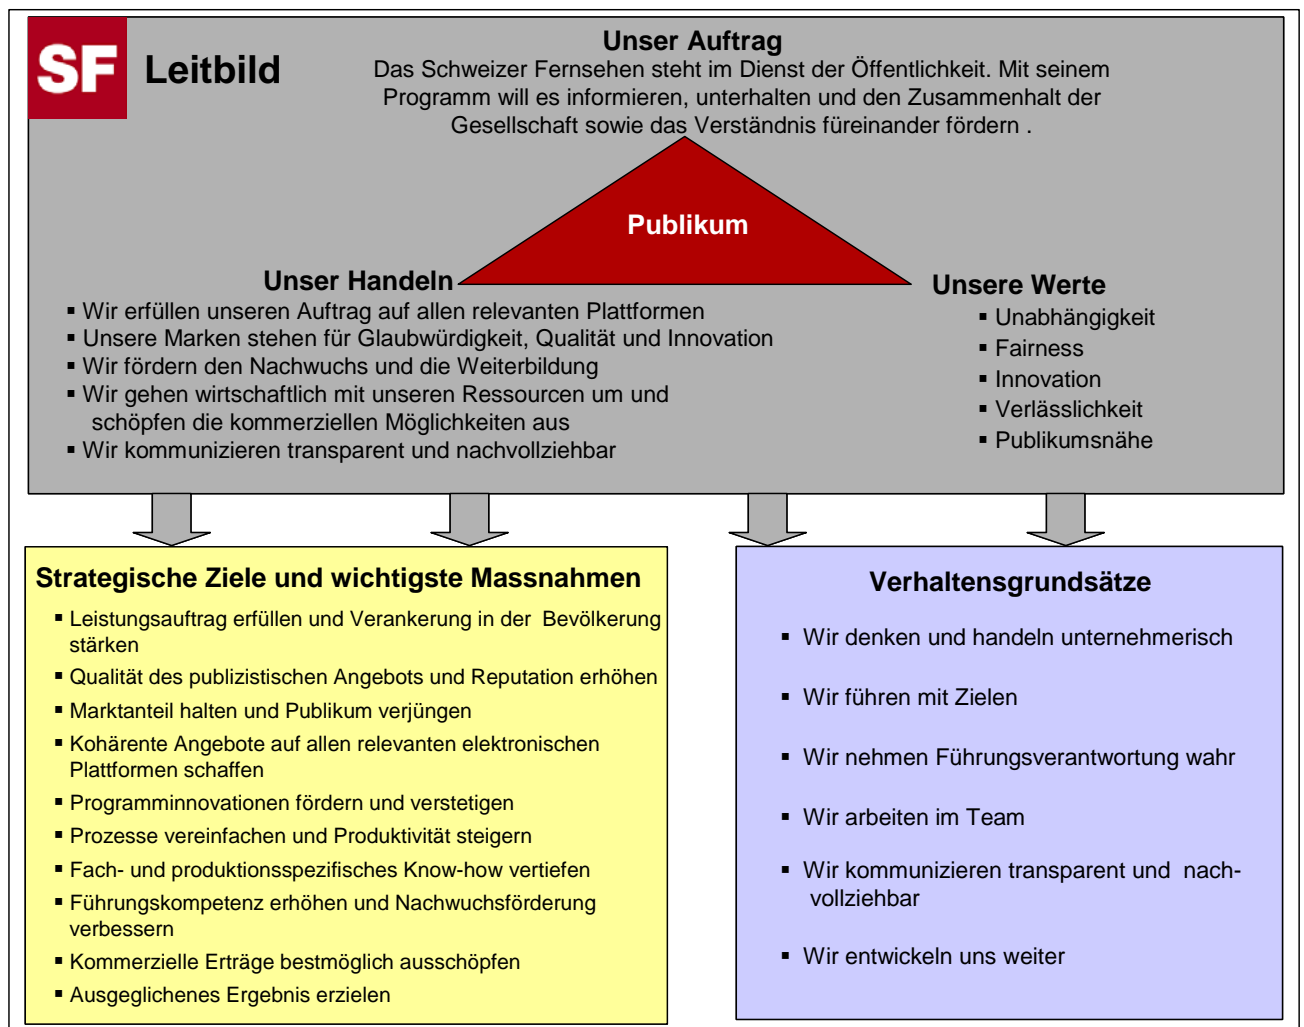 SF
Leitbild
Unser Auftrag
Das Schweizer Fernsehen steht im Dienst der Öffentlichkeit. Mit seinem
Programm will es informieren, unterhalten und den Zusammenhalt der
Gesellschaft sowie das Verständnis füreinander fördern .
Publikum
Unser Handeln
▪ Wir erfüllen unseren Auftrag auf allen relevanten Plattformen
▪ Unsere Marken stehen für Glaubwürdigkeit, Qualität und Innovation
▪ Wir fördern den Nachwuchs und die Weiterbildung
▪ Wir gehen wirtschaftlich mit unseren Ressourcen um und
schöpfen die kommerziellen Möglichkeiten aus
▪ Wir kommunizieren transparent und nachvollziehbar
Unsere Werte
▪ Unabhängigkeit
▪ Fairness
▪ Innovation
▪ Verlässlichkeit
▪ Publikumsnähe
Strategische Ziele und wichtigste Massnahmen
▪ Leistungsauftrag erfüllen und Verankerung in der Bevölkerung
stärken
▪ Qualität des publizistischen Angebots und Reputation erhöhen
▪ Marktanteil halten und Publikum verjüngen
▪ Kohärente Angebote auf allen relevanten elektronischen
Plattformen schaffen
▪ Programminnovationen fördern und verstetigen
▪ Prozesse vereinfachen und Produktivität steigern
▪ Fach- und produktionsspezifisches Know-how vertiefen
▪ Führungskompetenz erhöhen und Nachwuchsförderung
verbessern
▪ Kommerzielle Erträge bestmöglich ausschöpfen
▪ Ausgeglichenes Ergebnis erzielen
Verhaltensgrundsätze
▪ Wir denken und handeln unternehmerisch
▪ Wir führen mit Zielen
▪ Wir nehmen Führungsverantwortung wahr
▪ Wir arbeiten im Team
▪ Wir kommunizieren transparent und nach-
vollziehbar
▪ Wir entwickeln uns weiter